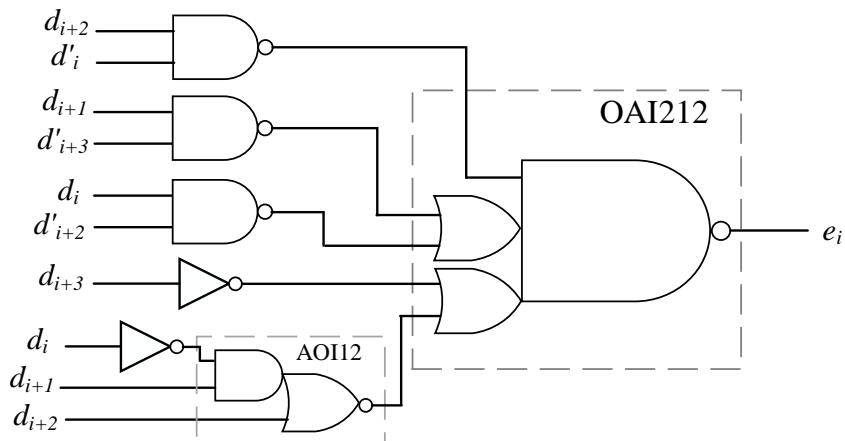 d_{i+2}
d'_i
d_{i+1}
d'_{i+3}
OAI212
d_i
d'_{i+2}
e_i
d_{i+3}
d_i
AOI12
d_{i+1}
d_{i+2}